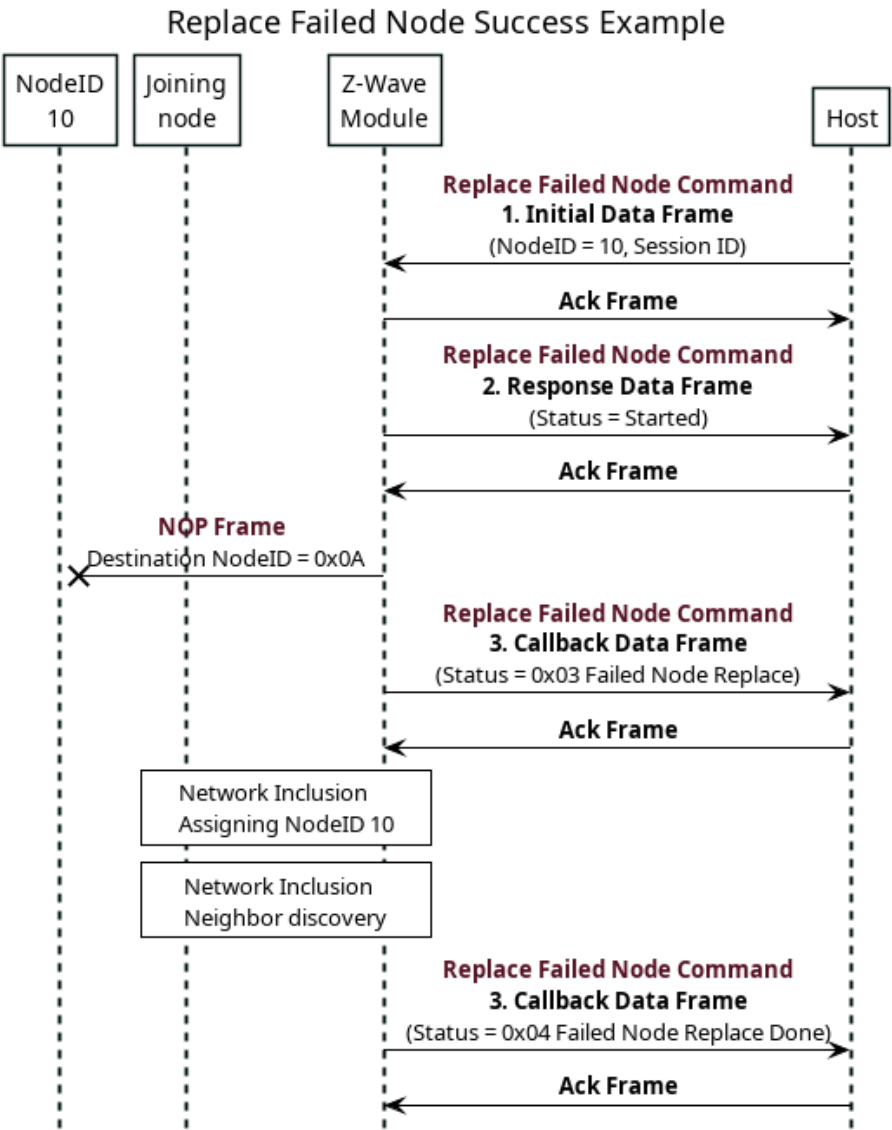 Replace Failed Node Success Example
NodeID
10
Joining
node
Z-Wave
Module
Host
Replace Failed Node Command
1. Initial Data Frame
(NodeID = 10, Session ID)
Ack Frame
Replace Failed Node Command
2. Response Data Frame
(Status = Started)
Ack Frame
NOP Frame
Destination NodeID = 0x0A
Replace Failed Node Command
3. Callback Data Frame
(Status = 0x03 Failed Node Replace)
Ack Frame
Network Inclusion
Assigning NodeID 10
Network Inclusion
Neighbor discovery
Replace Failed Node Command
3. Callback Data Frame
(Status = 0x04 Failed Node Replace Done)
Ack Frame